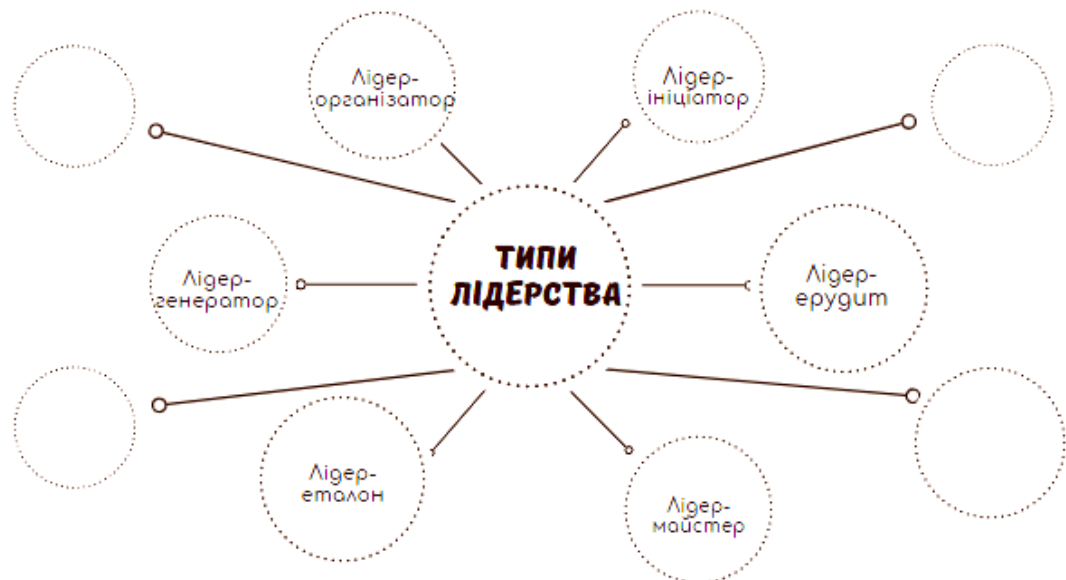 Лідер-
організатор
Лідер-
ініціатор
ТИПИ
ЛІДЕРСТВА
Лідер-
генератор
Лідер-
ерудит
Лідер-
еталон
Лідер-
майстер